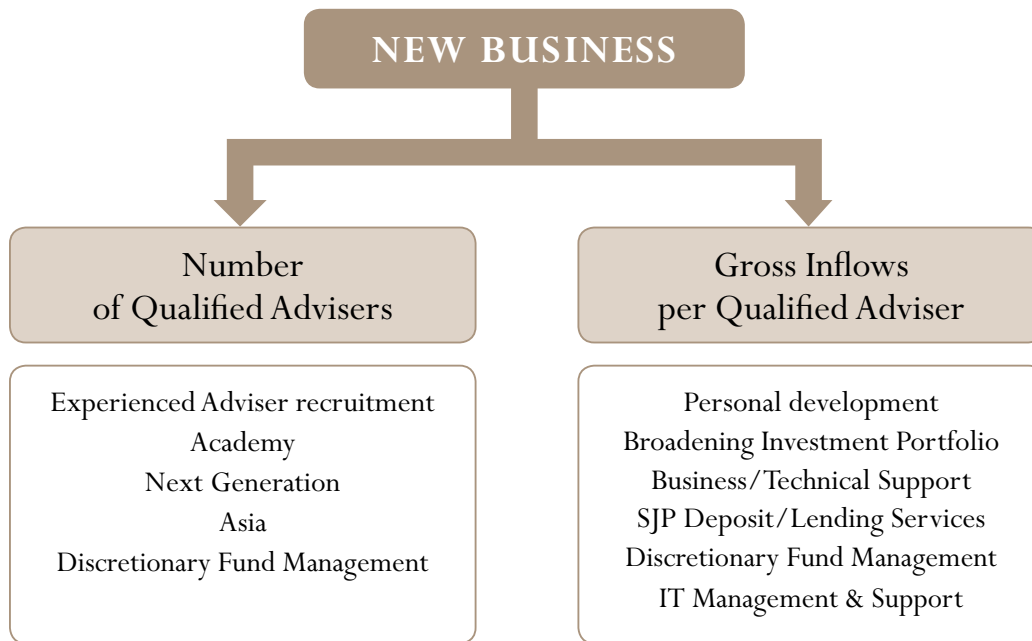 NEW BUSINESS
Number
of Qualified Advisers
Experienced Adviser recruitment
Academy
Next Generation
Asia
Discretionary Fund Management
Gross Inflows
per Qualified Adviser
Personal development
Broadening Investment Portfolio
Business/Technical Support
SJP Deposit/Lending Services
Discretionary Fund Management
IT Management & Support